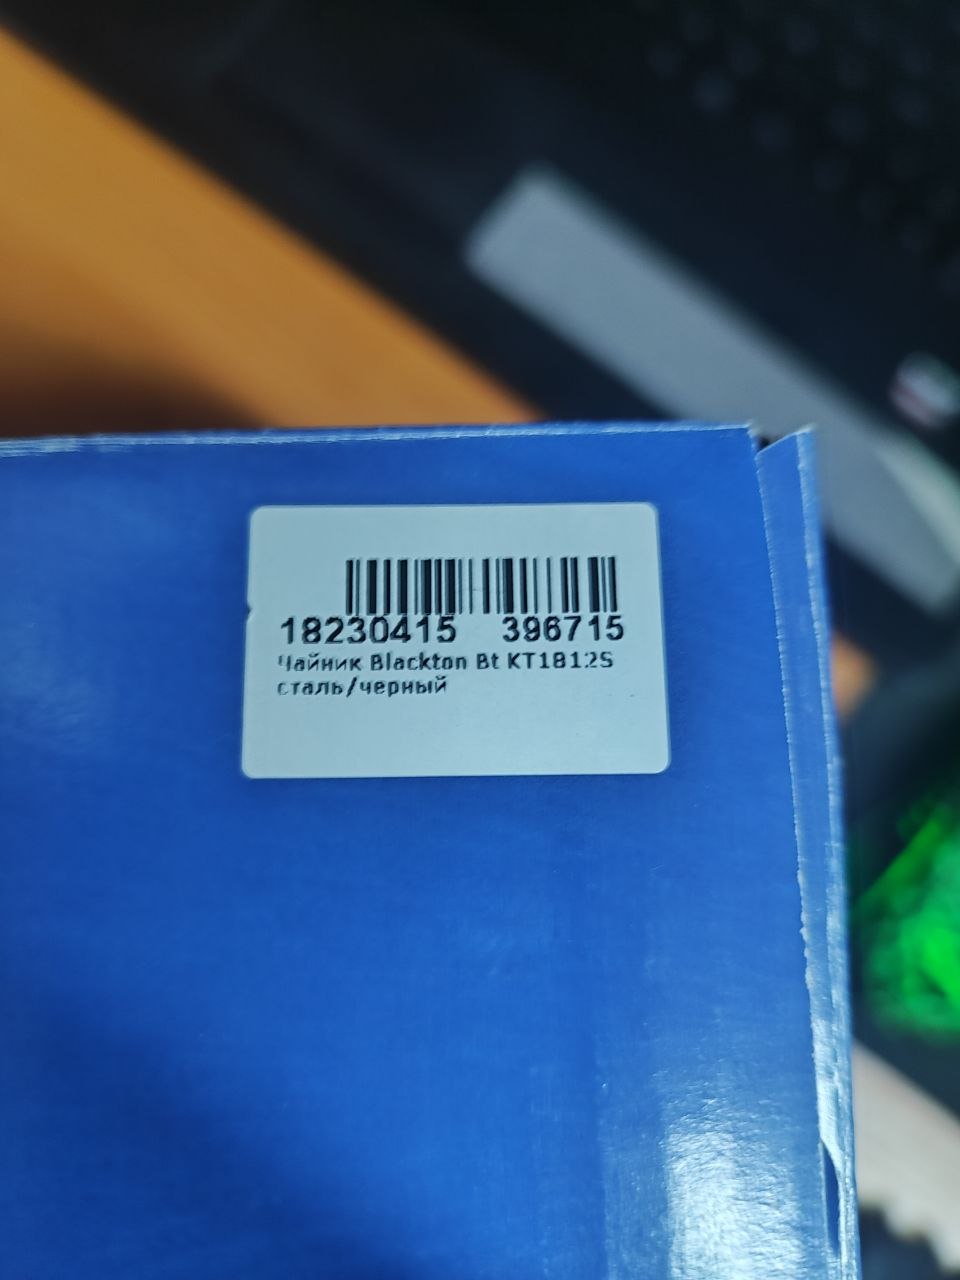 18230415 396715
Чайник Blackton Bt KT1812S
сталь/черный